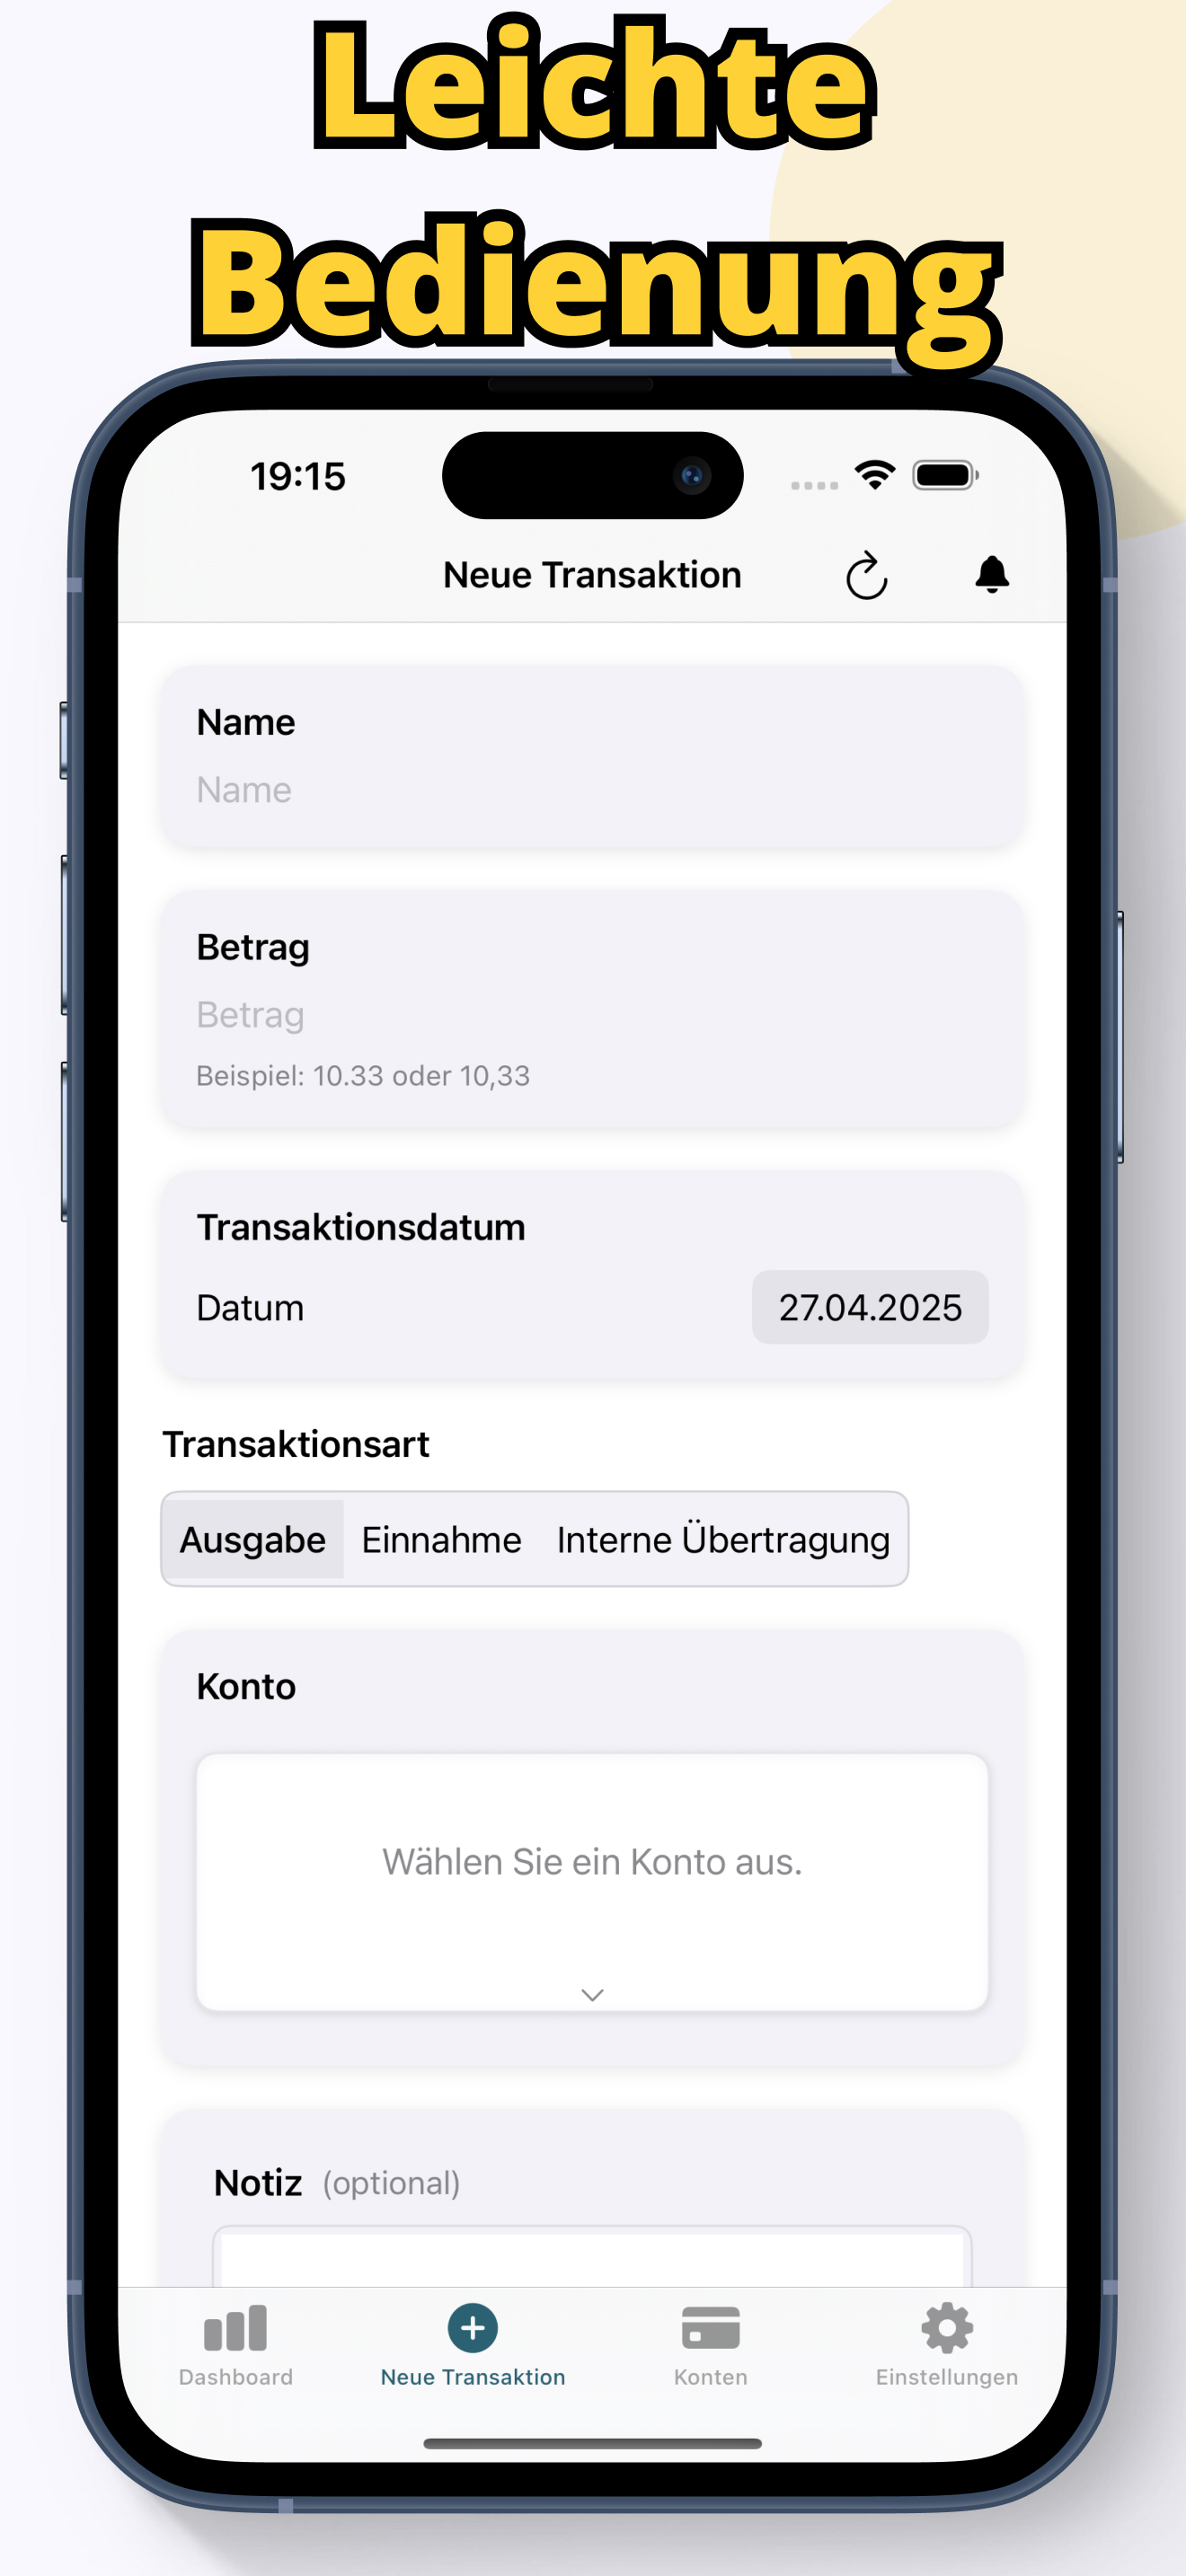 Leichte
Bedienung
19:15
Neue Transaktion
Name
Name
Betrag
Betrag
Beispiel: 10.33 oder 10,33
Transaktionsdatum
Datum 27.04.2025
Transaktionsart
Ausgabe Einnahme Interne Übertragung
Konto
Wählen Sie ein Konto aus.
Notiz (optional)
Dashboard Neue Transaktion Konten Einstellungen